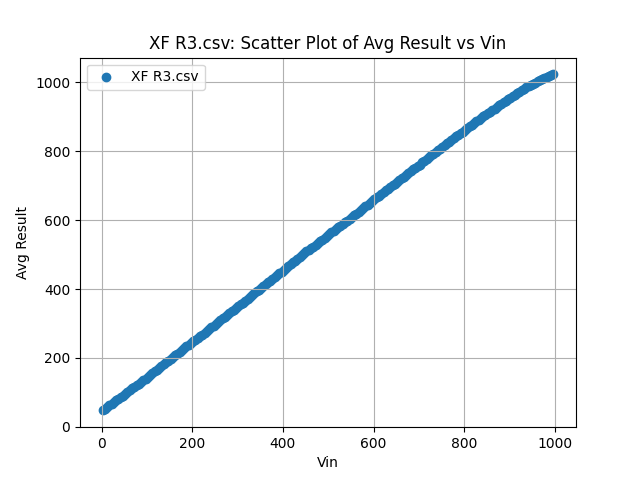 XF R3.csv: Scatter Plot of Avg Result vs Vin
XF R3.csv
1000
800
600
400
200
0
Avg Result
0 200 400 600 800 1000
Vin